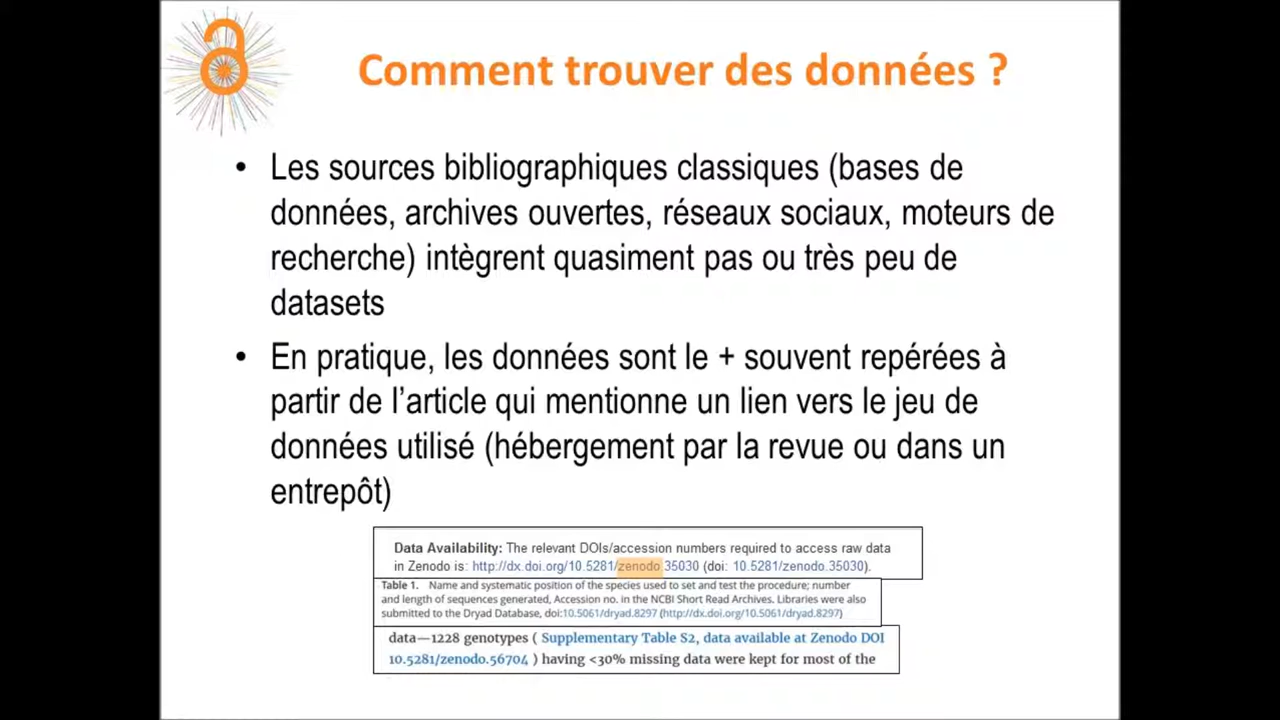 Comment trouver des données ?
• Les sources bibliographiques classiques (bases de
données, archives ouvertes, réseaux sociaux, moteurs de
recherche) intègrent quasiment pas ou très peu de
datasets
• En pratique, les données sont le + souvent repérées à
partir de l’article qui mentionne un lien vers le jeu de
données utilisé (hébergement par la revue ou dans un
entrepôt)
Data Availability: The relevant DOIs/accession numbers required to access raw data
in Zenodo is: http://dx.doi.org/10.5281/zenodo.35030 (doi: 10.5281/zenodo.35030).
Table 1. Name and systematic position of the species used to set and test the procedure; number
and length of sequences generated, Accession no. in the NCBI Short Read Archives. Libraries were also
submitted to the Dryad Database, doi:10.5061/dryad.8297 (http://dx.doi.org/10.5061/dryad.8297)
data—1228 genotypes ( Supplementary Table S2, data available at Zenodo DOI
10.5281/zenodo.56704 ) having <30% missing data were kept for most of the